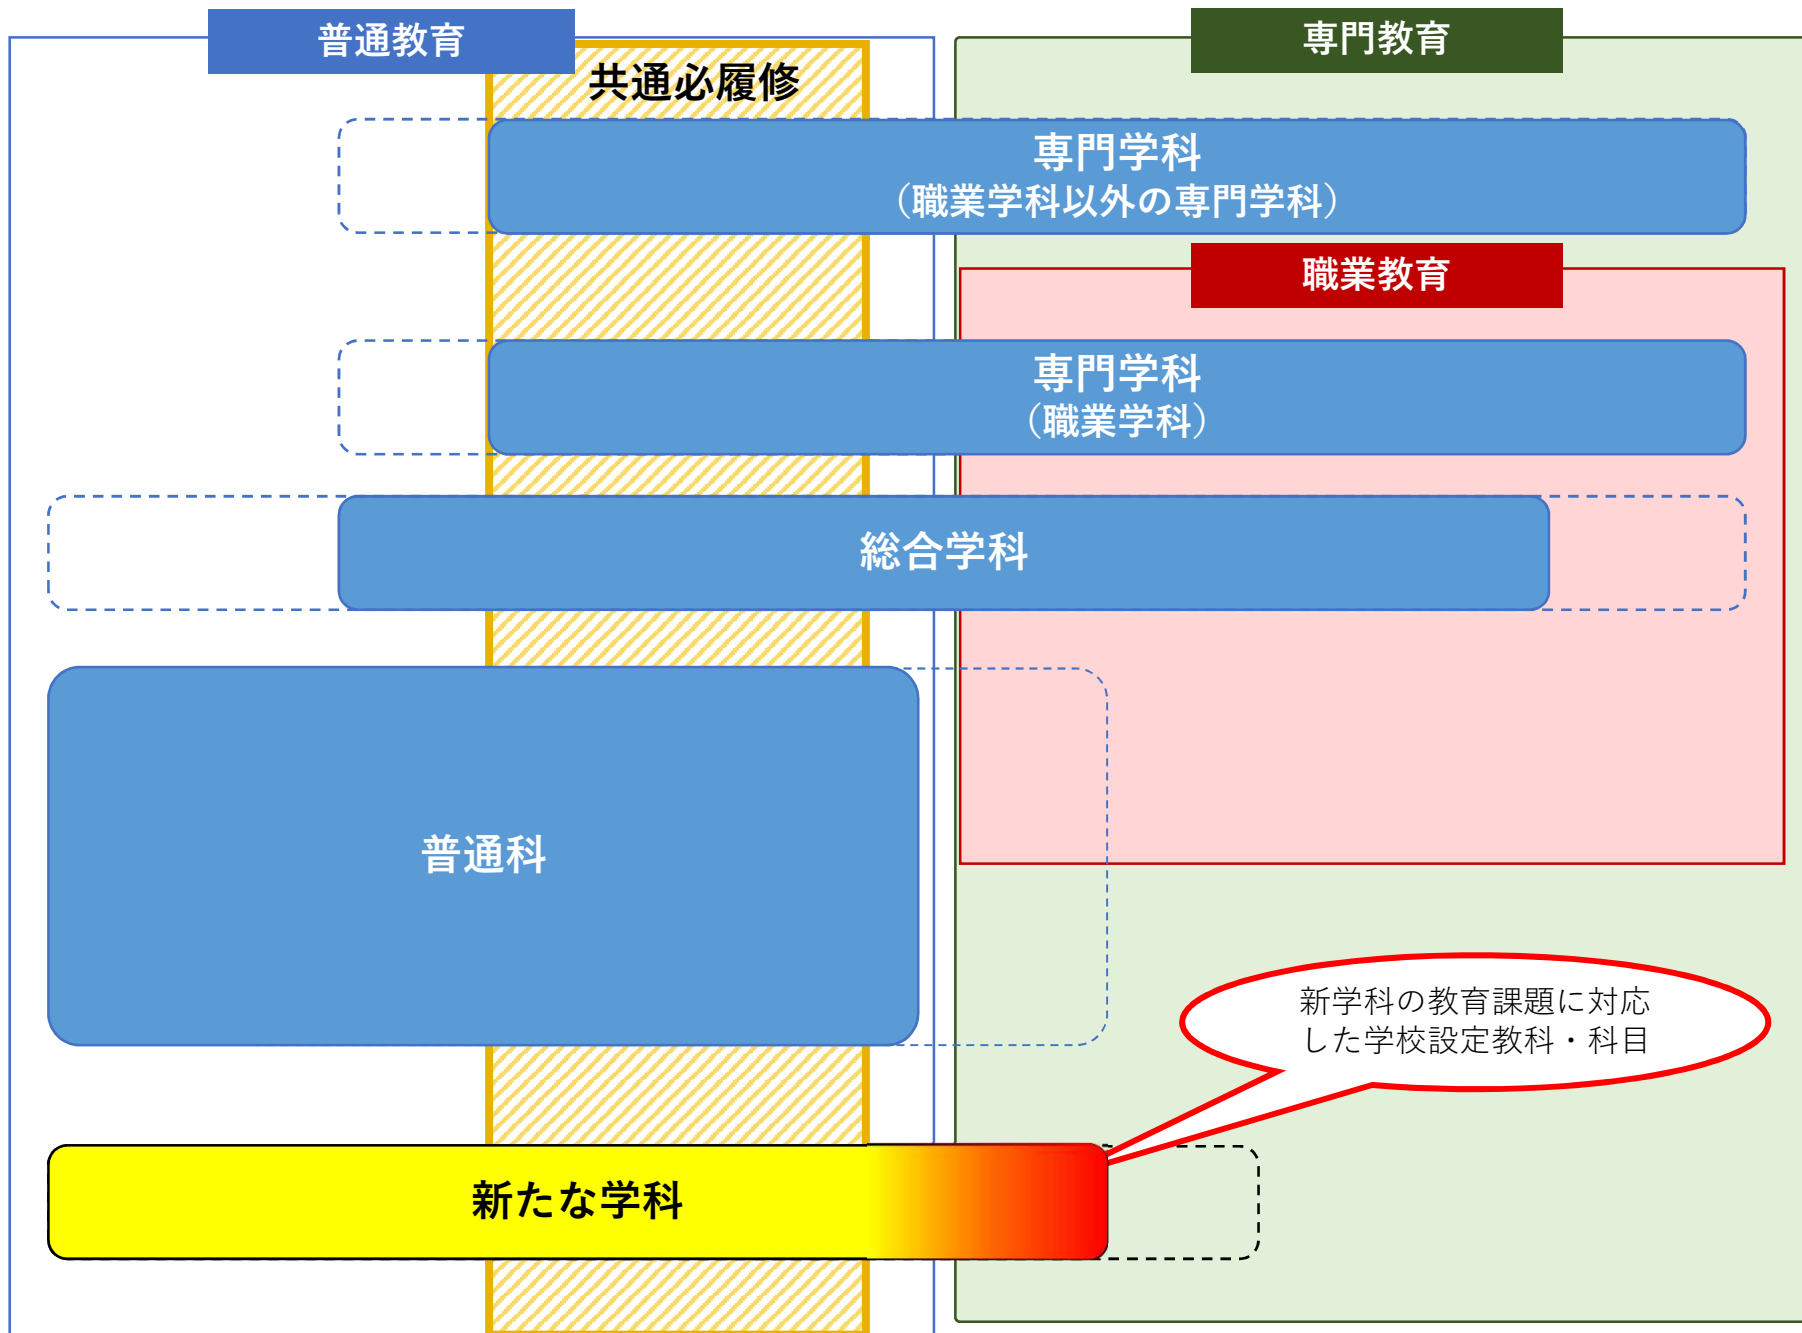 普通教育
専門教育
共通必履修
専門学科
（職業学科以外の専門学科）
職業教育
専門学科
（職業学科）
総合学科
普通科
新学科の教育課題に対応
した学校設定教科・科目
新たな学科